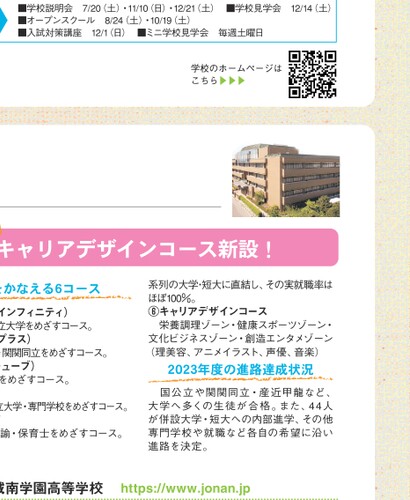 ■学校説明会　7/20（土）・11/10（日）・12/21（土）　■学校見学会　12/14（土）
■オープンスクール　8/24（土）・10/19（土）
■入試対策講座　12/1（日）　■ミニ学校見学会　毎週土曜日
学校のホームページは
こちら▶▶▶
キャリアデザインコース新設！
をかなえる6コース
インフィニティ）
立大学をめざすコース。
プラス）
・関関同立をめざすコース。
キューブ）
をめざすコース。
立大学・専門学校をめざすコース。
諭・保育士をめざすコース。
系列の大学・短大に直結し、その実就職率は
ほぼ100%。
⑥キャリアデザインコース
栄養調理ゾーン・健康スポーツゾーン・
文化ビジネスゾーン・創造エンタメゾーン
（理美容、アニメイラスト、声優、音楽）
2023年度の進路達成状況
国公立や関関同立・産近甲龍など、
大学へ多くの生徒が合格。また、44人
が併設大学・短大への内部進学、その他
専門学校や就職など各自の希望に沿い
進路を決定。
城南学園高等学校　https://www.jonan.jp